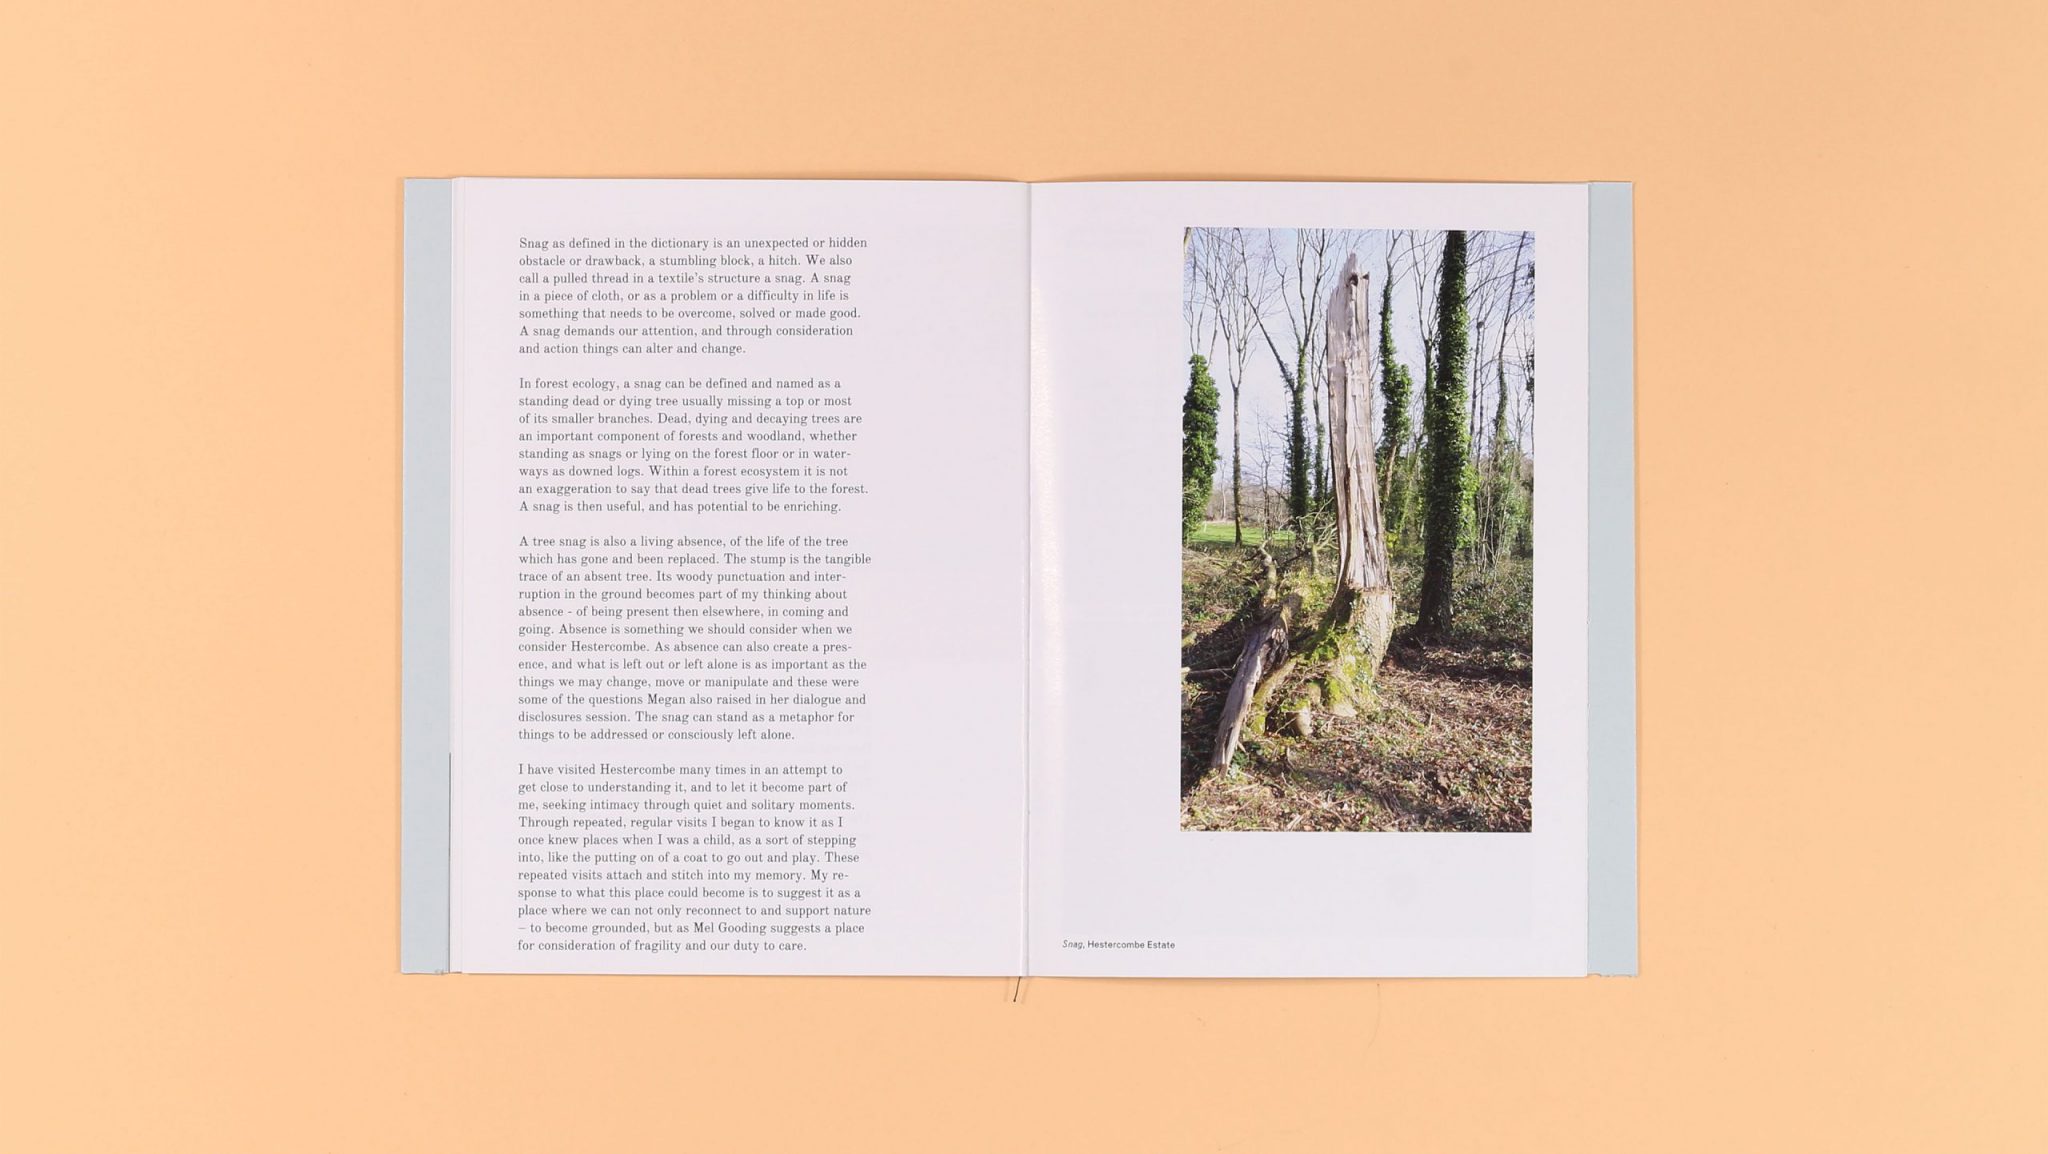 Snag as defined in the dictionary is an unexpected or hidden
obstacle or drawback, a stumbling block, a hitch. We also
call a pulled thread in a textile's structure a snag. A snag
in a piece of cloth, or as a problem or a difficulty in life is
something that needs to be overcome, solved or made good.
A snag demands our attention, and through consideration
and action things can alter and change.
In forest ecology, a snag can be defined and named as a
standing dead or dying tree usually missing a top or most
of its smaller branches. Dead, dying and decaying trees are
an important component of forests and woodland, whether
standing as snags or lying on the forest floor or in water-
ways as downed logs. Within a forest ecosystem it is not
an exaggeration to say that dead trees give life to the forest.
A snag is then useful, and has potential to be enriching.
A tree snag is also a living absence, of the life of the tree
which has gone and been replaced. The stump is the tangible
trace of an absent tree. Its woody punctuation and inter-
ruption in the ground becomes part of my thinking about
absence - of being present then elsewhere, in coming and
going. Absence is something we should consider when we
consider Hestercombe. As absence can also create a pres-
ence, and what is left out or left alone is as important as the
things we may change, move or manipulate and these were
some of the questions Megan also raised in her dialogue and
disclosures session. The snag can stand as a metaphor for
things to be addressed or consciously left alone.
I have visited Hestercombe many times in an attempt to
get close to understanding it, and to let it become part of
me, seeking intimacy through quiet and solitary moments.
Through repeated, regular visits I began to know it as I
once knew places when I was a child, as a sort of stepping
into, like the putting on of a coat to go out and play. These
repeated visits attach and stitch into my memory. My re-
sponse to what this place could become is to suggest it as a
place where we can not only reconnect to and support nature
– to become grounded, but as Mel Gooding suggests a place
for consideration of fragility and our duty to care.
Snag, Hestercombe Estate